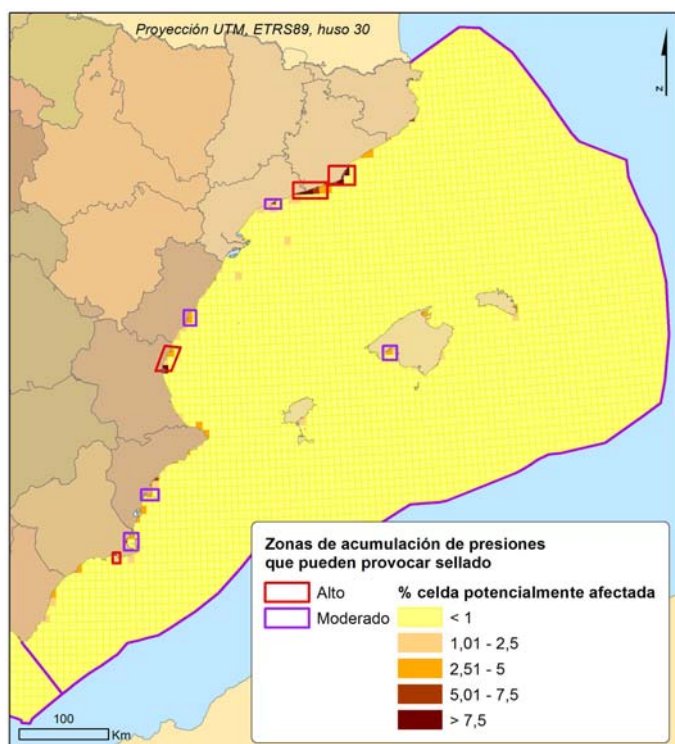 Proyección UTM, ETRS89, huso 30
N
Zonas de acumulación de presiones
que pueden provocar sellado
Alto
Moderado
% celda potencialmente afectada
< 1
1,01 - 2,5
2,51 - 5
5,01 - 7,5
> 7,5
100
Km